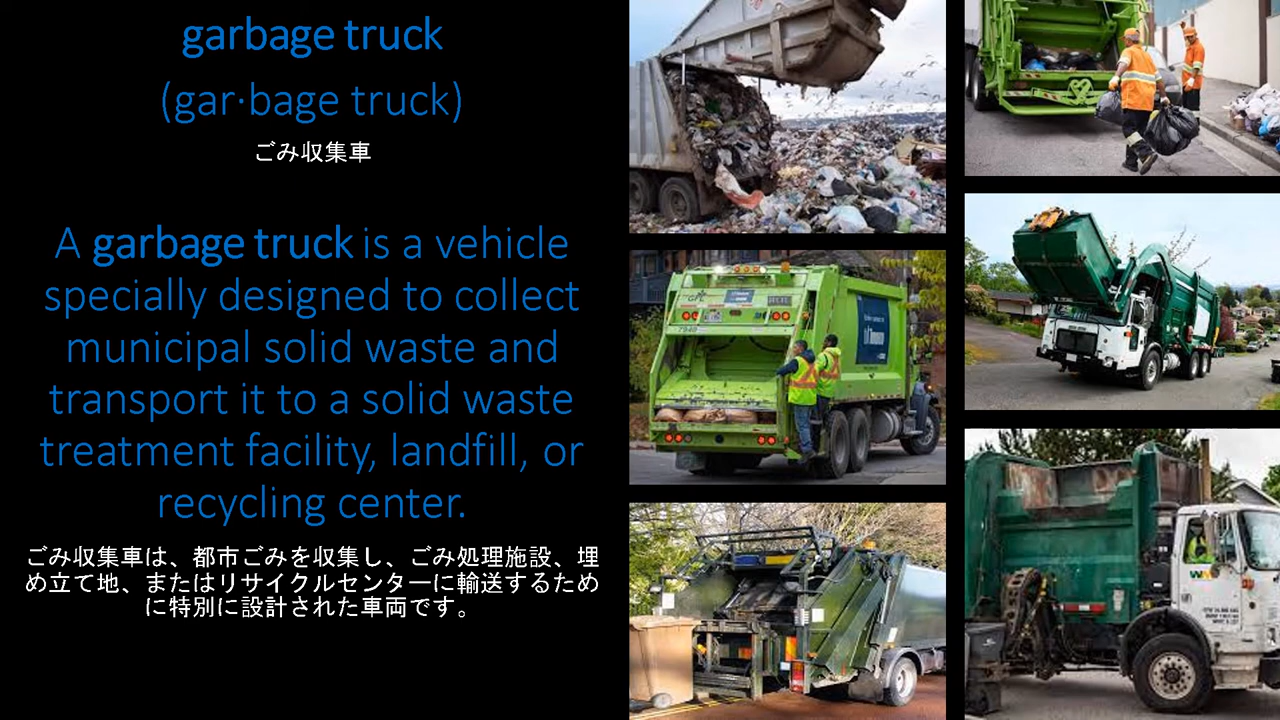 garbage truck
(gar·bage truck)
ごみ収集車
A garbage truck is a vehicle
specially designed to collect
municipal solid waste and
transport it to a solid waste
treatment facility, landfill, or
recycling center.
ごみ収集車は、都市ごみを収集し、ごみ処理施設、埋
め立て地、またはリサイクルセンターに輸送するため
に特別に設計された車両です。
GFL
7940
Toronto
WM